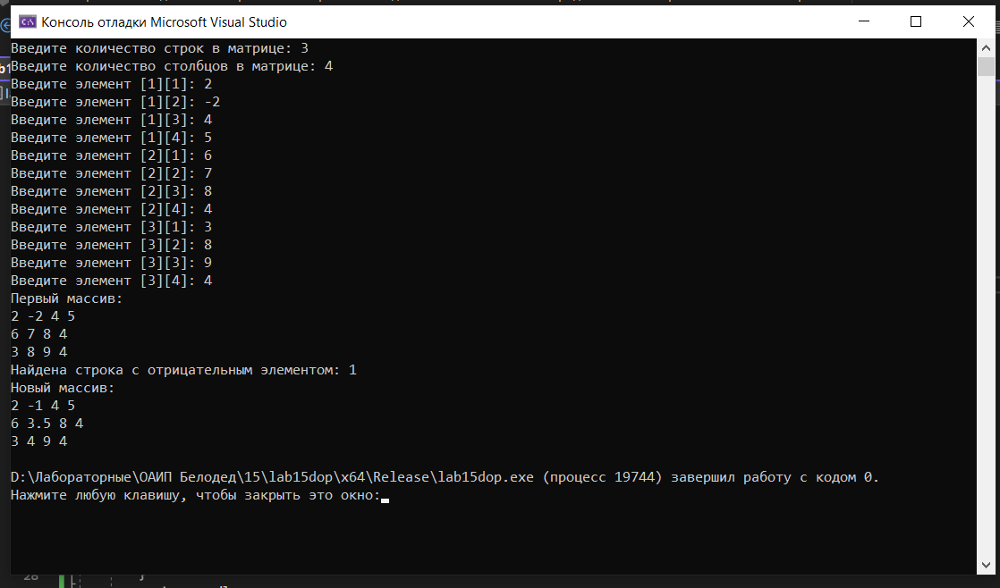 Консоль отладки Microsoft Visual Studio
Введите количество строк в матрице: 3
Введите количество столбцов в матрице: 4
Введите элемент [1][1]: 2
Введите элемент [1][2]: -2
Введите элемент [1][3]: 4
Введите элемент [1][4]: 5
Введите элемент [2][1]: 6
Введите элемент [2][2]: 7
Введите элемент [2][3]: 8
Введите элемент [2][4]: 4
Введите элемент [3][1]: 3
Введите элемент [3][2]: 8
Введите элемент [3][3]: 9
Введите элемент [3][4]: 4
Первый массив:
2 -2 4 5
6 7 8 4
3 8 9 4
Найдена строка с отрицательным элементом: 1
Новый массив:
2 -1 4 5
6 3.5 8 4
3 4 9 4
D:\Лабораторные\ОАИП Белодед\15\lab15dop\x64\Release\lab15dop.exe (процесс 19744) завершил работу с кодом 0.
Нажмите любую клавишу, чтобы закрыть это окно:
28